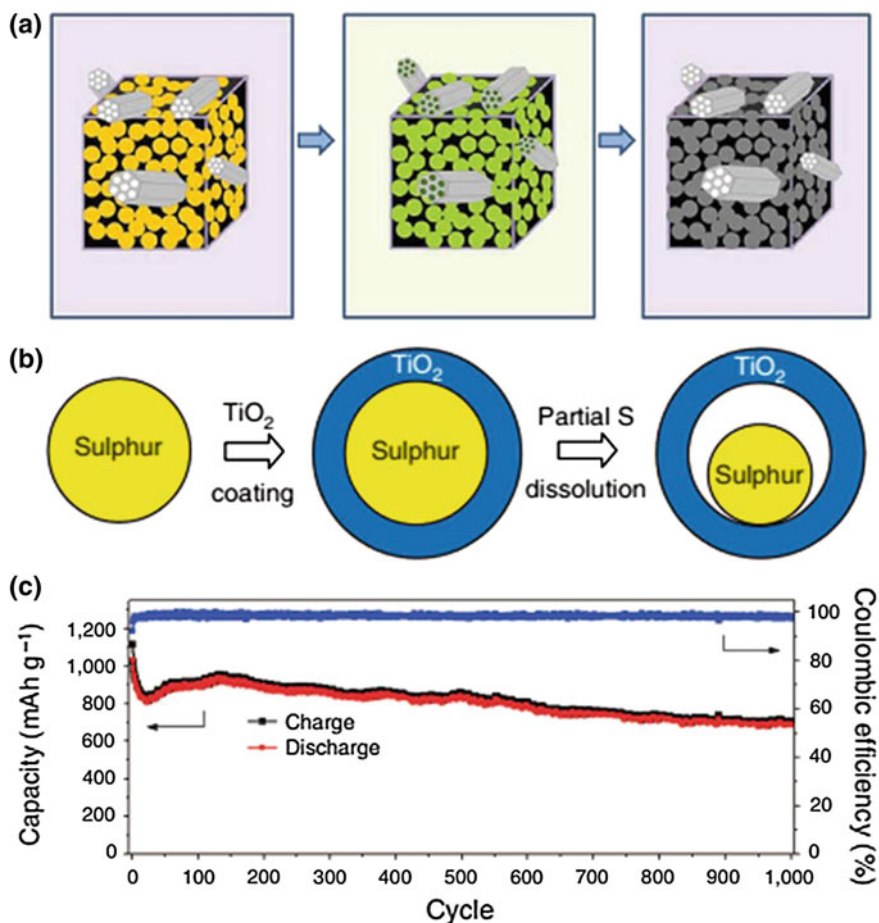 (a)
(b)
TiO₂
TiO₂
Sulphur
TiO₂
coating
Sulphur
Partial S
dissolution
Sulphur
(c)
Capacity (mAh g⁻¹)
1,200
1,000
800
600
400
200
0
Charge
Discharge
100
80
60
40
20
0
Coulombic efficiency (%)
0 100 200 300 400 500 600 700 800 900 1,000
Cycle